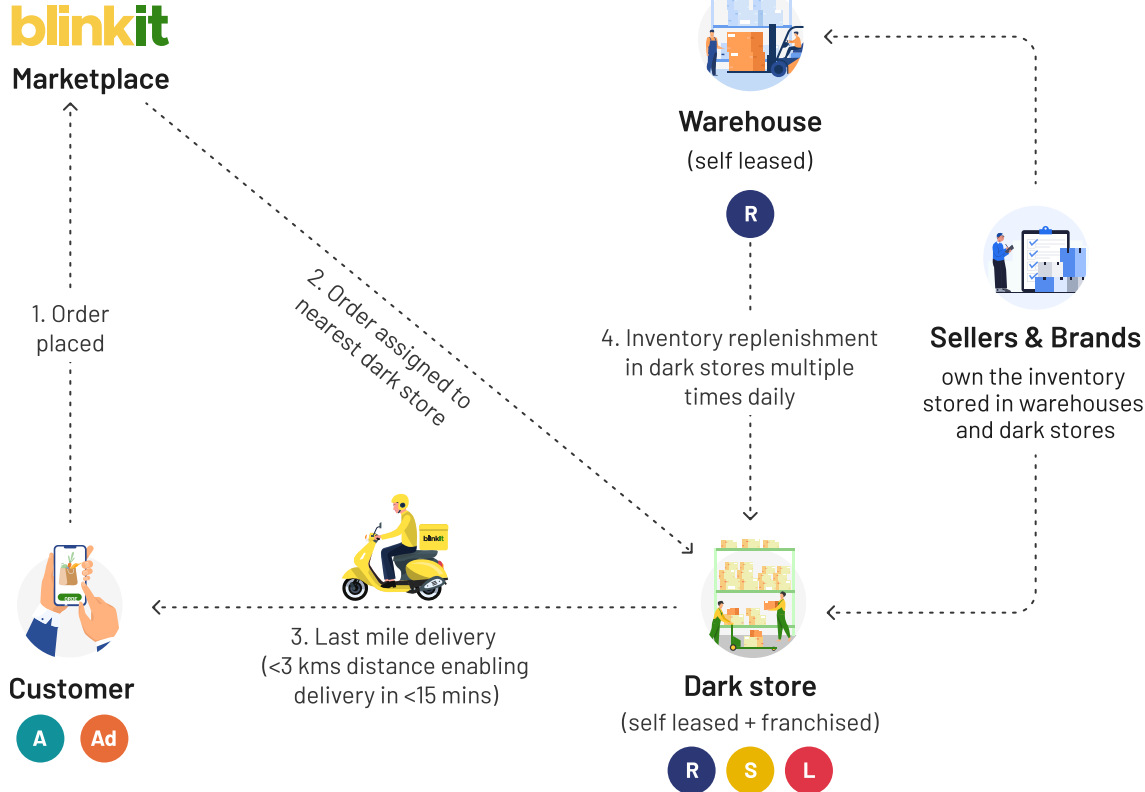 blinkit
Marketplace
1. Order
placed
2. Order assigned to
nearest dark store
Warehouse
(self leased)
R
4. Inventory replenishment
in dark stores multiple
times daily
Sellers & Brands
own the inventory
stored in warehouses
and dark stores
blinkit
3. Last mile delivery
(<3 kms distance enabling
delivery in <15 mins)
Customer
A Ad
Dark store
(self leased + franchised)
R S L